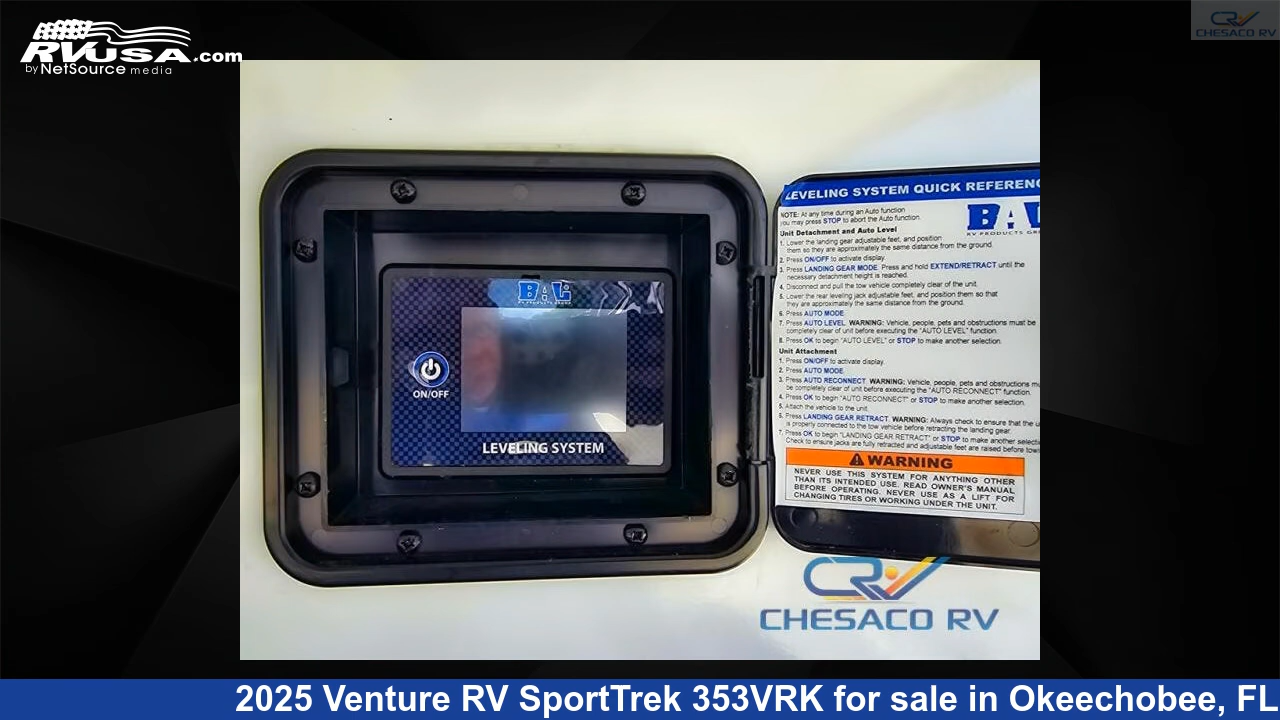 RVUSA.com
by NetSource media
CRV
CHESACO RV
LEVELING SYSTEM QUICK
NOTE: At any time during an Auto function
you may press STOP to abort the Auto function.
BAL
RV PRODUCTS
Unit Detachment and Auto Level
1. Lower the landing gear adjustable feet, and position
them so they are approximately the same distance from the ground.
2. Press ON/OFF to activate display.
3. Press LANDING GEAR MODE. Press and hold EXTEND/RETRACT until the
necessary detachment height is reached.
4. Disconnect and pull the tow vehicle completely clear of the unit.
5. Lower the rear leveling jack adjustable feet, and position them so that
they are approximately the same distance from the ground.
6. Press AUTO MODE.
7. Press AUTO LEVEL. WARNING: Vehicle, people, pets and obstructions must be
completely clear of unit before executing the "AUTO LEVEL" function.
8. Press OK to begin "AUTO LEVEL" or STOP to make another selection.
Unit Attachment
1. Press ON/OFF to activate display.
2. Press AUTO MODE.
3. Press AUTO RECONNECT. WARNING: Vehicle, people, pets and obstructions
be completely clear of unit before executing the "AUTO RECONNECT" function.
4. Press OK to begin "AUTO RECONNECT" or STOP to make another selection.
5. Attach the vehicle to the unit.
6. Press LANDING GEAR RETRACT. WARNING: Always check to ensure that the
is properly connected to the tow vehicle before retracting the landing gear.
7. Press OK to begin "LANDING GEAR RETRACT" or STOP to make another
Check to ensure jacks are fully retracted and adjustable feet are raised before
WARNING
NEVER USE THIS SYSTEM FOR ANYTHING OTHER
THAN ITS INTENDED USE. READ OWNER'S MANUAL
BEFORE OPERATING. NEVER USE AS A LIFT FOR
CHANGING TIRES OR WORKING UNDER THE UNIT.
BAL
RV PRODUCTS GROUP
ON/OFF
LEVELING SYSTEM
CRV
CHESACO RV
2025 Venture RV SportTrek 353VRK for sale in Okeechobee, FL